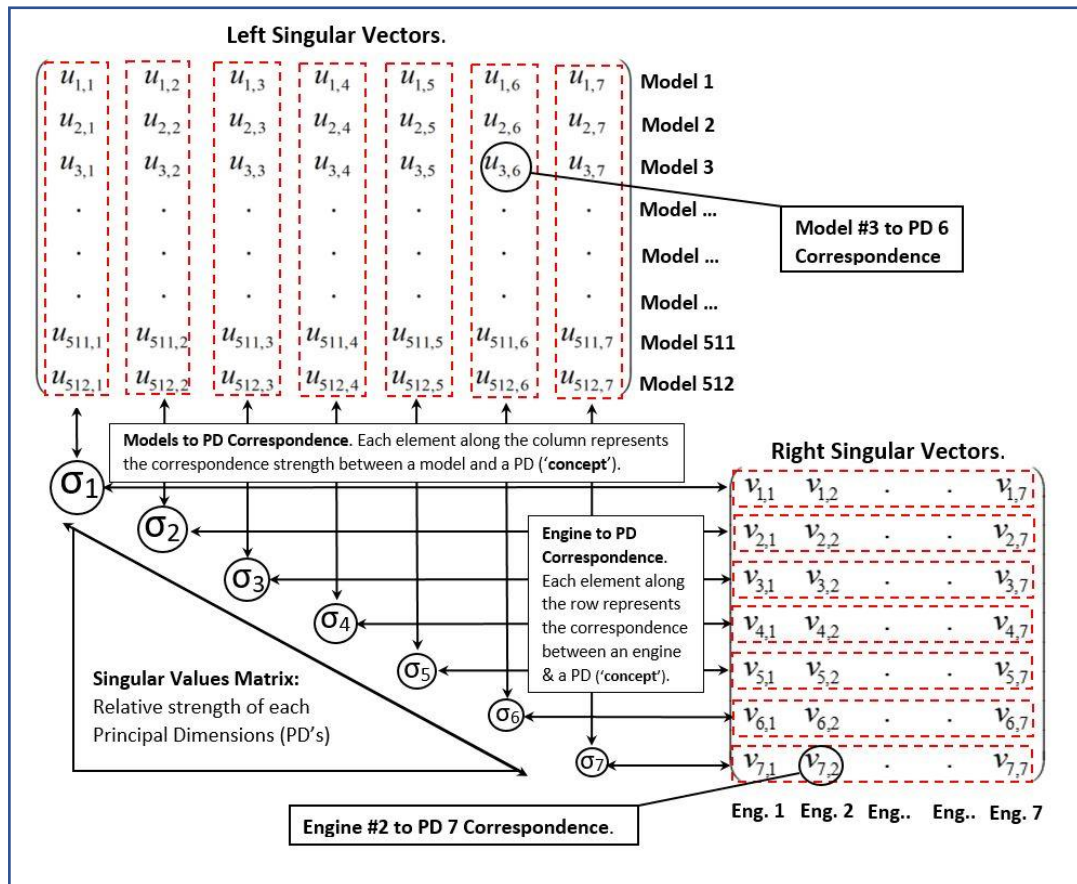 Left Singular Vectors.
u1,1 u1,2 u1,3 u1,4 u1,5 u1,6 u1,7 Model 1
u2,1 u2,2 u2,3 u2,4 u2,5 u2,6 u2,7 Model 2
u3,1 u3,2 u3,3 u3,4 u3,5 u3,6 u3,7 Model 3
. . . . . . . Model ...
. . . . . . . Model ...
. . . . . . . Model ...
u511,1 u511,2 u511,3 u511,4 u511,5 u511,6 u511,7 Model 511
u512,1 u512,2 u512,3 u512,4 u512,5 u512,6 u512,7 Model 512
Model #3 to PD 6
Correspondence
Models to PD Correspondence. Each element along the column represents
the correspondence strength between a model and a PD ('concept').
σ1
σ2
σ3
σ4
σ5
σ6
σ7
Singular Values Matrix:
Relative strength of each
Principal Dimensions (PD's)
Engine to PD
Correspondence.
Each element along
the row represents
the correspondence
between an engine
& a PD ('concept').
Right Singular Vectors.
v1,1 v1,2 . . v1,7
v2,1 v2,2 . . v2,7
v3,1 v3,2 . . v3,7
v4,1 v4,2 . . v4,7
v5,1 v5,2 . . v5,7
v6,1 v6,2 . . v6,7
v7,1 v7,2 . . v7,7
Eng. 1 Eng. 2 Eng.. Eng.. Eng. 7
Engine #2 to PD 7 Correspondence.